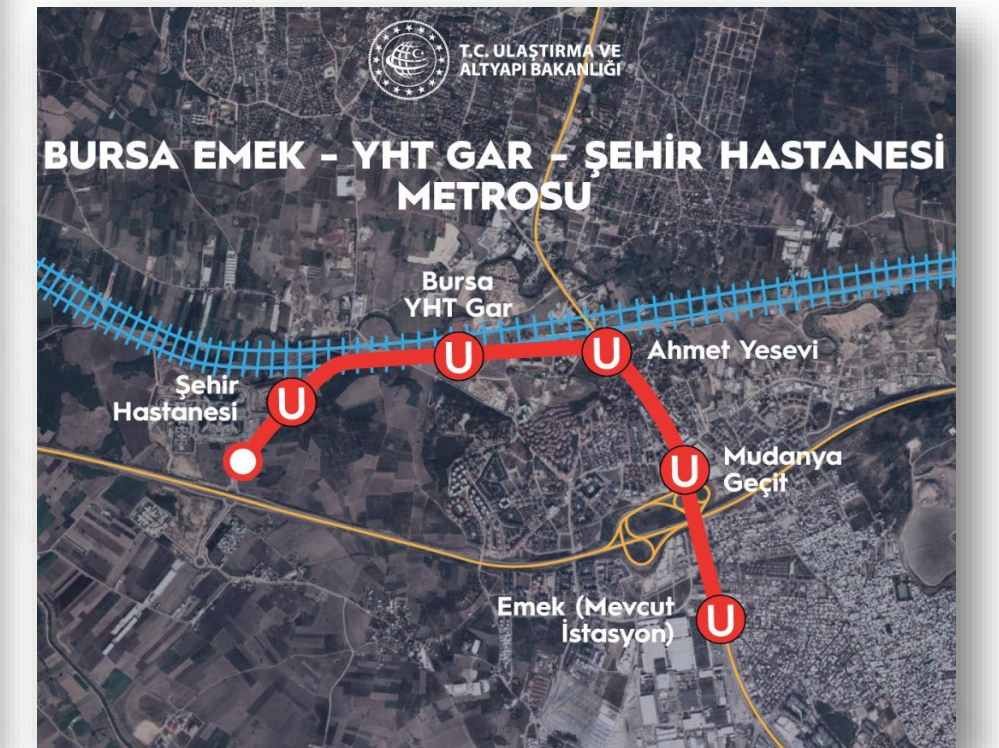 T.C. ULAŞTIRMA VE
ALTYAPI BAKANLIĞI
BURSA EMEK - YHT GAR - ŞEHİR HASTANESİ
METROSU
Bursa
YHT Gar
U
U
Ahmet Yesevi
Şehir
Hastanesi
U
U
Mudanya
Geçit
Emek (Mevcut
İstasyon)
U